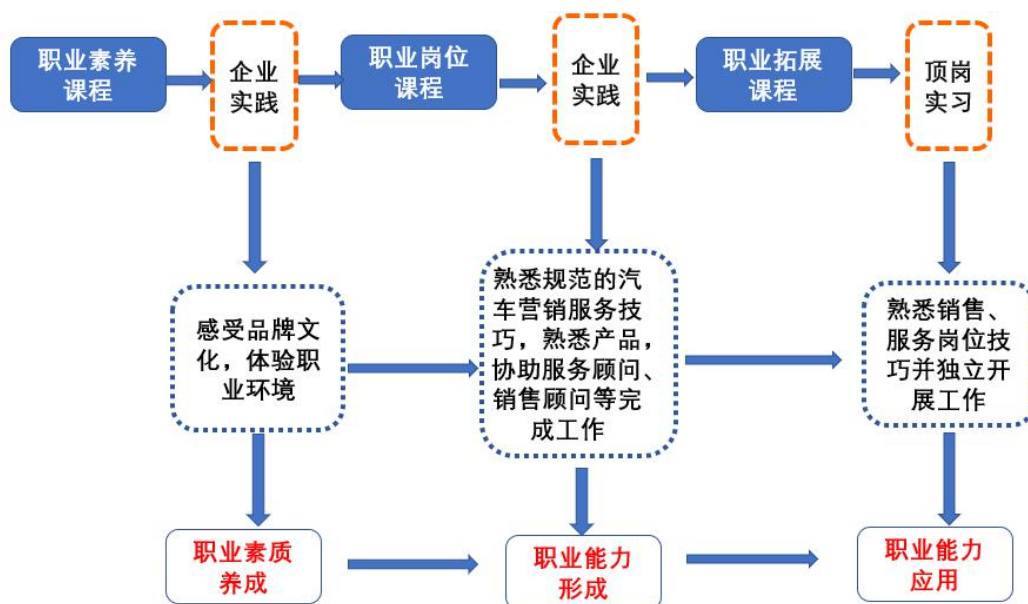 职业素养
课程
企业
实践
职业岗位
课程
企业
实践
职业拓展
课程
顶岗
实习
感受品牌文
化，体验职
业环境
熟悉规范的汽
车营销服务技
巧，熟悉产品，
协助服务顾问、
销售顾问等完
成工作
熟悉销售、
服务岗位技
巧并独立开
展工作
职业素质
养成
职业能力
形成
职业能力
应用